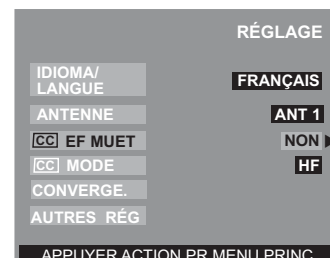 RÉGLAGE
IDIOMA/
LANGUE FRANÇAIS
ANTENNE ANT 1
CC EF MUET NON
CC MODE HF
CONVERGE.
AUTRES RÉG
APPUYER ACTION PR MENU PRINC